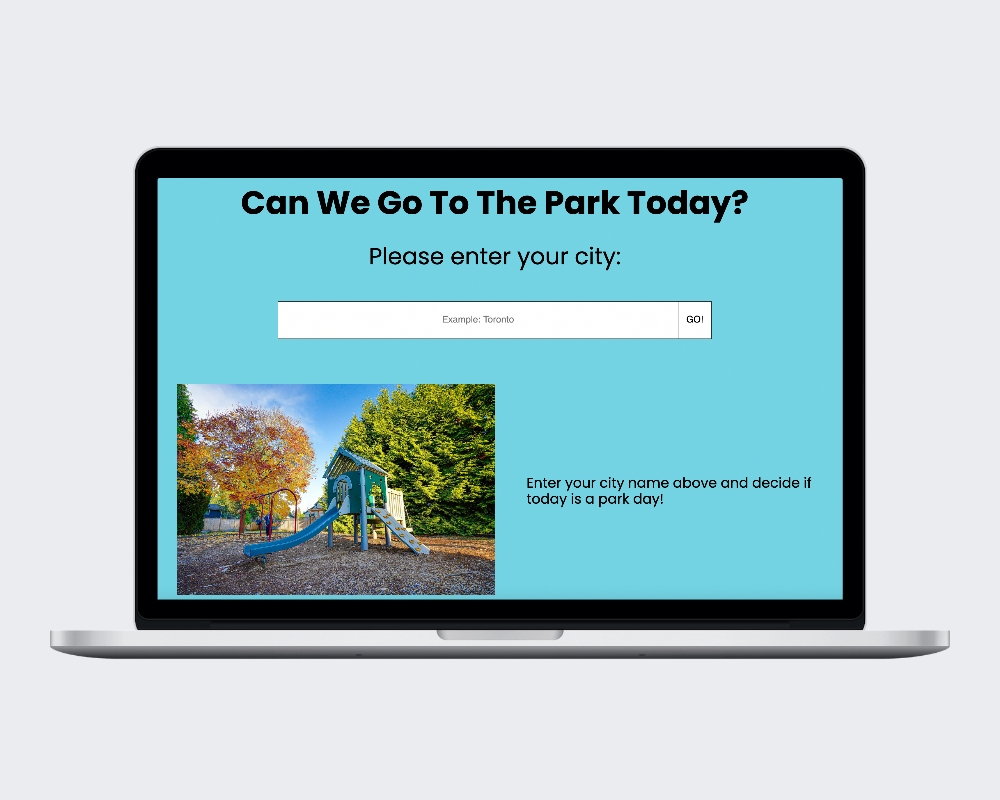 Can We Go To The Park Today?
Please enter your city:
Example: Toronto
GO!
Enter your city name above and decide if
today is a park day!